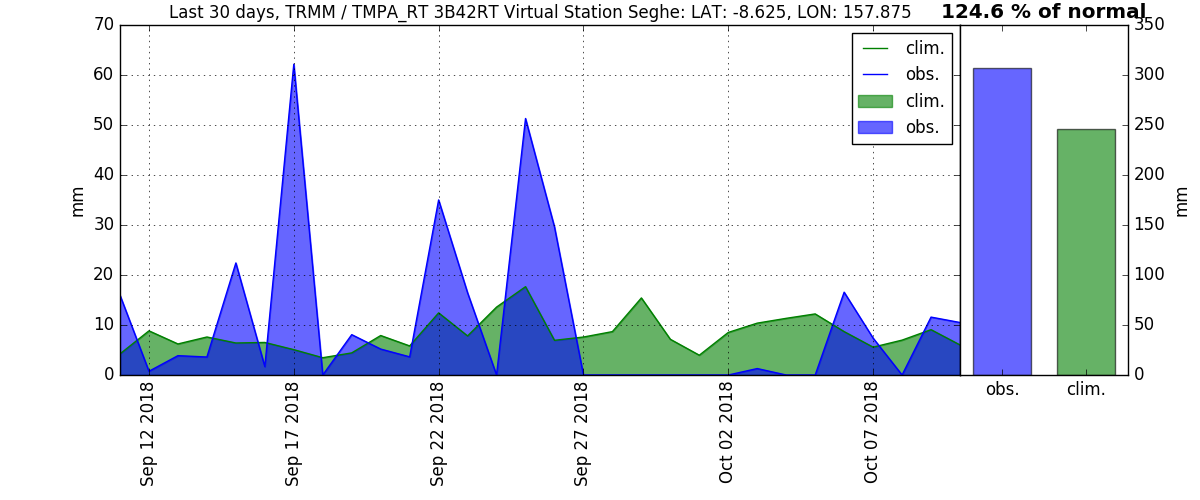 Last 30 days, TRMM / TMPA_RT 3B42RT Virtual Station Seghe: LAT: -8.625, LON: 157.875
124.6 % of normal
70
60
50
40
30
20
10
0
mm
clim.
obs.
clim.
obs.
Sep 12 2018
Sep 17 2018
Sep 22 2018
Sep 27 2018
Oct 02 2018
Oct 07 2018
350
300
250
200
150
100
50
0
mm
obs.
clim.